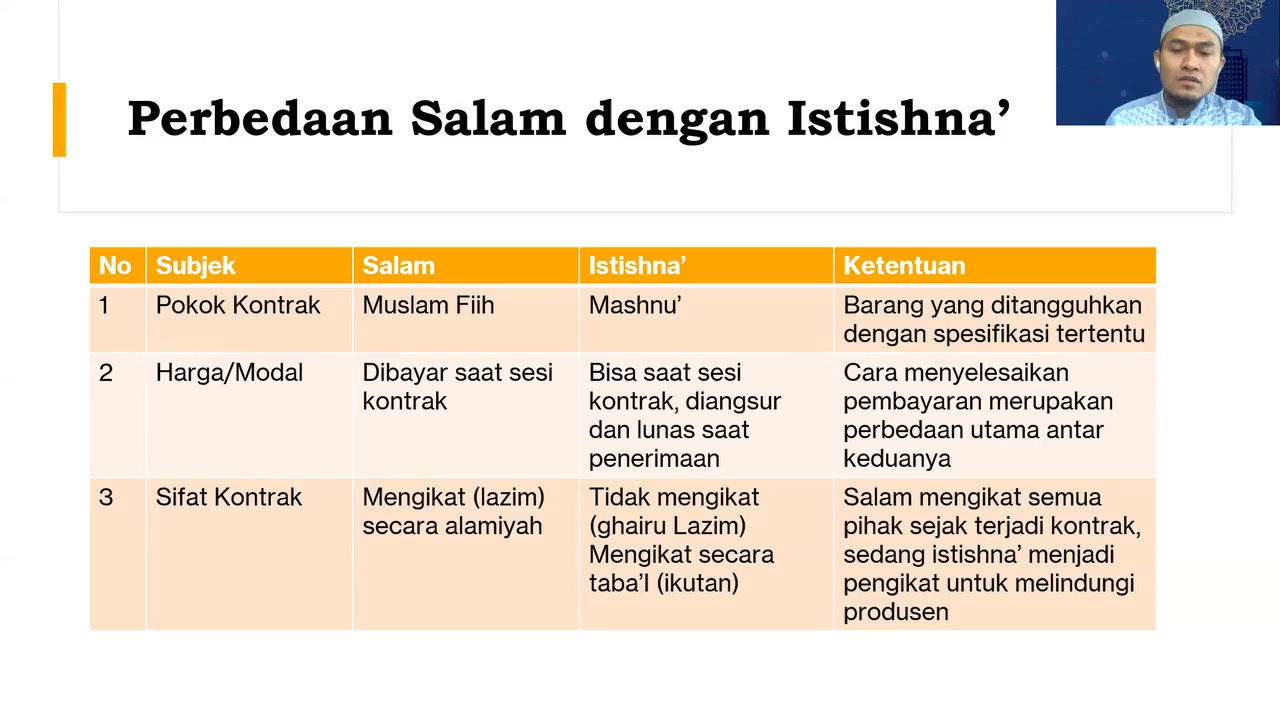 Perbedaan Salam dengan Istishna’
No Subjek Salam Istishna’ Ketentuan
1 Pokok Kontrak Muslam Fiih Mashnu’ Barang yang ditangguhkan
dengan spesifikasi tertentu
2 Harga/Modal Dibayar saat sesi
kontrak
Bisa saat sesi
kontrak, diangsur
dan lunas saat
penerimaan
Cara menyelesaikan
pembayaran merupakan
perbedaan utama antar
keduanya
3 Sifat Kontrak Mengikat (lazim)
secara alamiyah
Tidak mengikat
(ghairu Lazim)
Mengikat secara
taba’I (ikutan)
Salam mengikat semua
pihak sejak terjadi kontrak,
sedang istishna’ menjadi
pengikat untuk melindungi
produsen